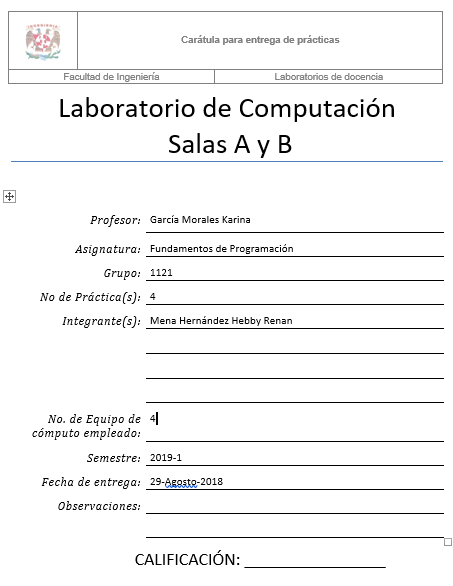 INGENIERÍA
Carátula para entrega de prácticas
Facultad de Ingeniería
Laboratorios de docencia
Laboratorio de Computación
Salas A y B
Profesor: García Morales Karina
Asignatura: Fundamentos de Programación
Grupo: 1121
No de Práctica(s): 4
Integrante(s): Mena Hernández Hebby Renan
No. de Equipo de
cómputo empleado: 4
Semestre: 2019-1
Fecha de entrega: 29-Agosto-2018
Observaciones:
CALIFICACIÓN: __________